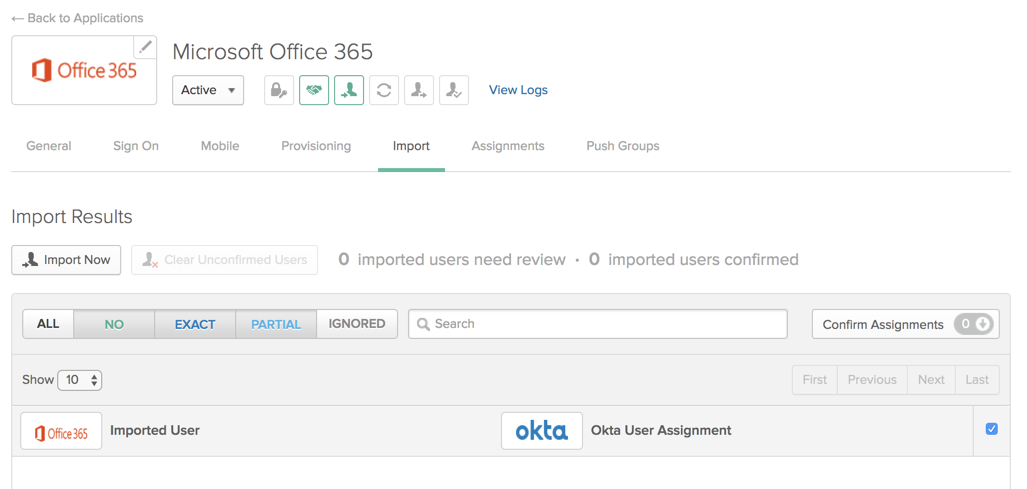 ← Back to Applications
Office 365
Microsoft Office 365
Active View Logs
General Sign On Mobile Provisioning Import Assignments Push Groups
Import Results
Import Now Clear Unconfirmed Users 0 imported users need review · 0 imported users confirmed
ALL NO EXACT PARTIAL IGNORED Search Confirm Assignments 0
Show 10 First Previous Next Last
Office 365 Imported User okta Okta User Assignment